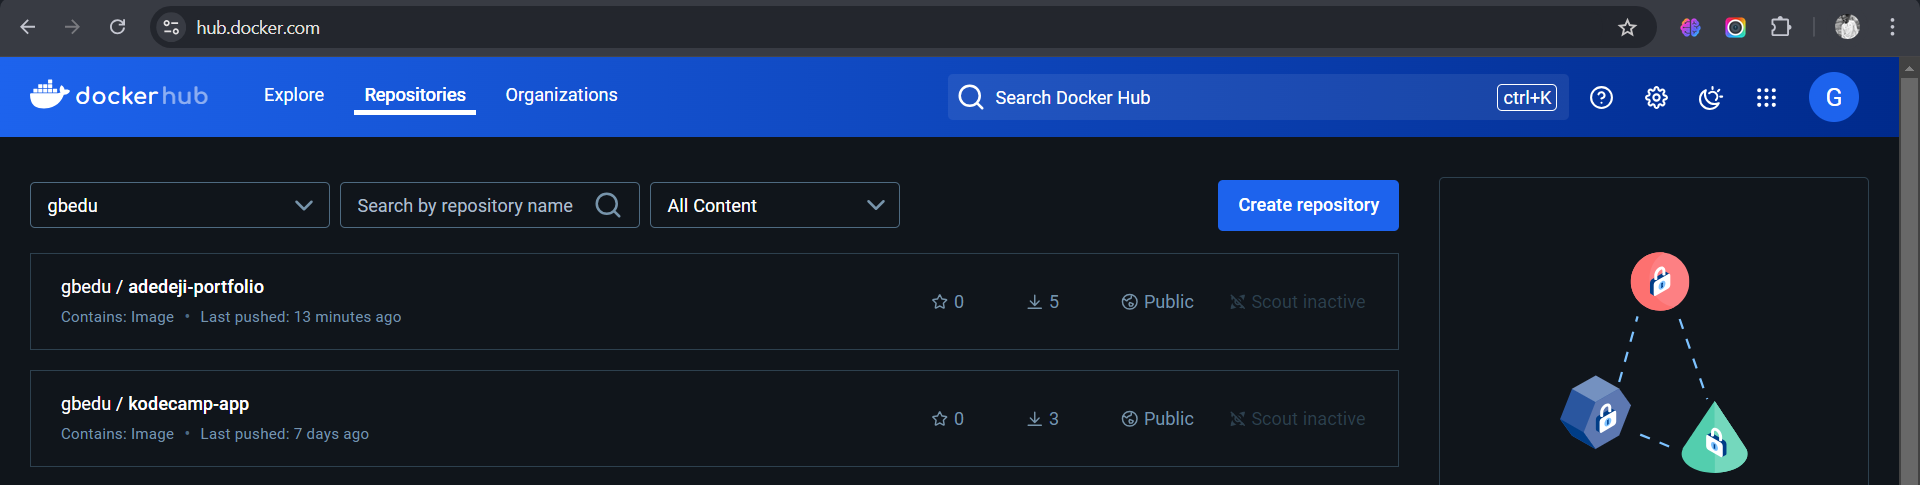 hub.docker.com
docker hub Explore Repositories Organizations Search Docker Hub ctrl+K G
gbedu Search by repository name All Content Create repository
gbedu / adedeji-portfolio
Contains: Image • Last pushed: 13 minutes ago
0 5 Public Scout inactive
gbedu / kodecamp-app
Contains: Image • Last pushed: 7 days ago
0 3 Public Scout inactive